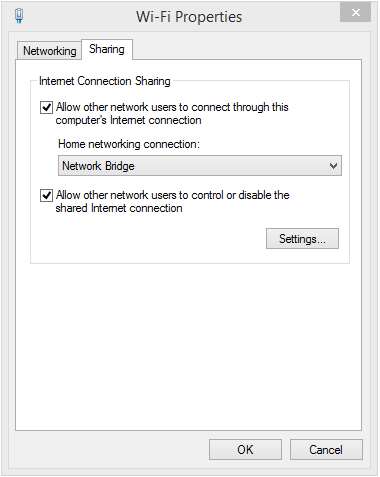 Wi-Fi Properties
Networking
Sharing
Internet Connection Sharing
Allow other network users to connect through this
computer's Internet connection
Home networking connection:
Network Bridge
Allow other network users to control or disable the
shared Internet connection
Settings...
OK
Cancel